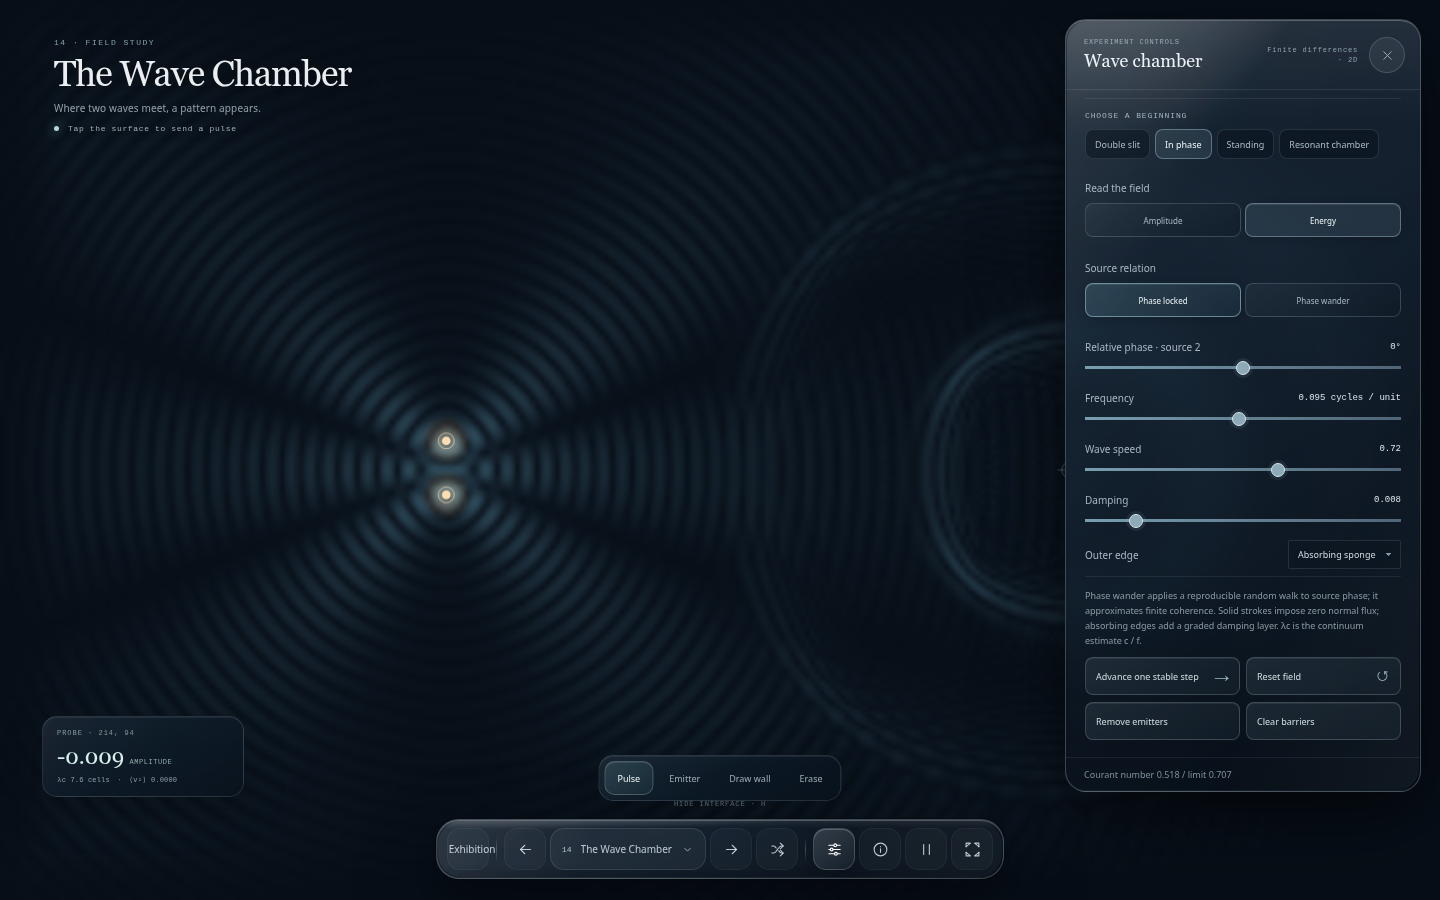 14 · FIELD STUDY
The Wave Chamber
Where two waves meet, a pattern appears.
Tap the surface to send a pulse
EXPERIMENT CONTROLS
Wave chamber
Finite differences
· 2D
CHOOSE A BEGINNING
Double slit
In phase
Standing
Resonant chamber
Read the field
Amplitude
Energy
Source relation
Phase locked
Phase wander
Relative phase · source 2
0°
Frequency
0.095 cycles / unit
Wave speed
0.72
Damping
0.008
Outer edge
Absorbing sponge
Phase wander applies a reproducible random walk to source phase; it
approximates finite coherence. Solid strokes impose zero normal flux;
absorbing edges add a graded damping layer. λc is the continuum
estimate c / f.
Advance one stable step →
Reset field
Remove emitters
Clear barriers
Courant number 0.518 / limit 0.707
PROBE · 214, 94
-0.009 AMPLITUDE
λc 7.6 cells · ⟨v²⟩ 0.0000
Pulse
Emitter
Draw wall
Erase
HIDE INTERFACE · H
Exhibition
14 The Wave Chamber